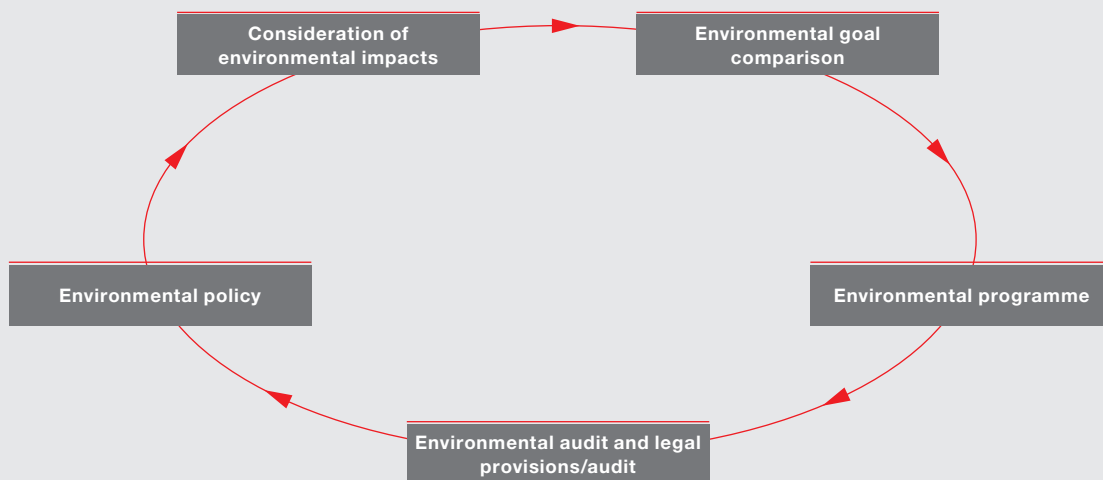 Consideration of
environmental impacts
Environmental goal
comparison
Environmental policy
Environmental programme
Environmental audit and legal
provisions/audit